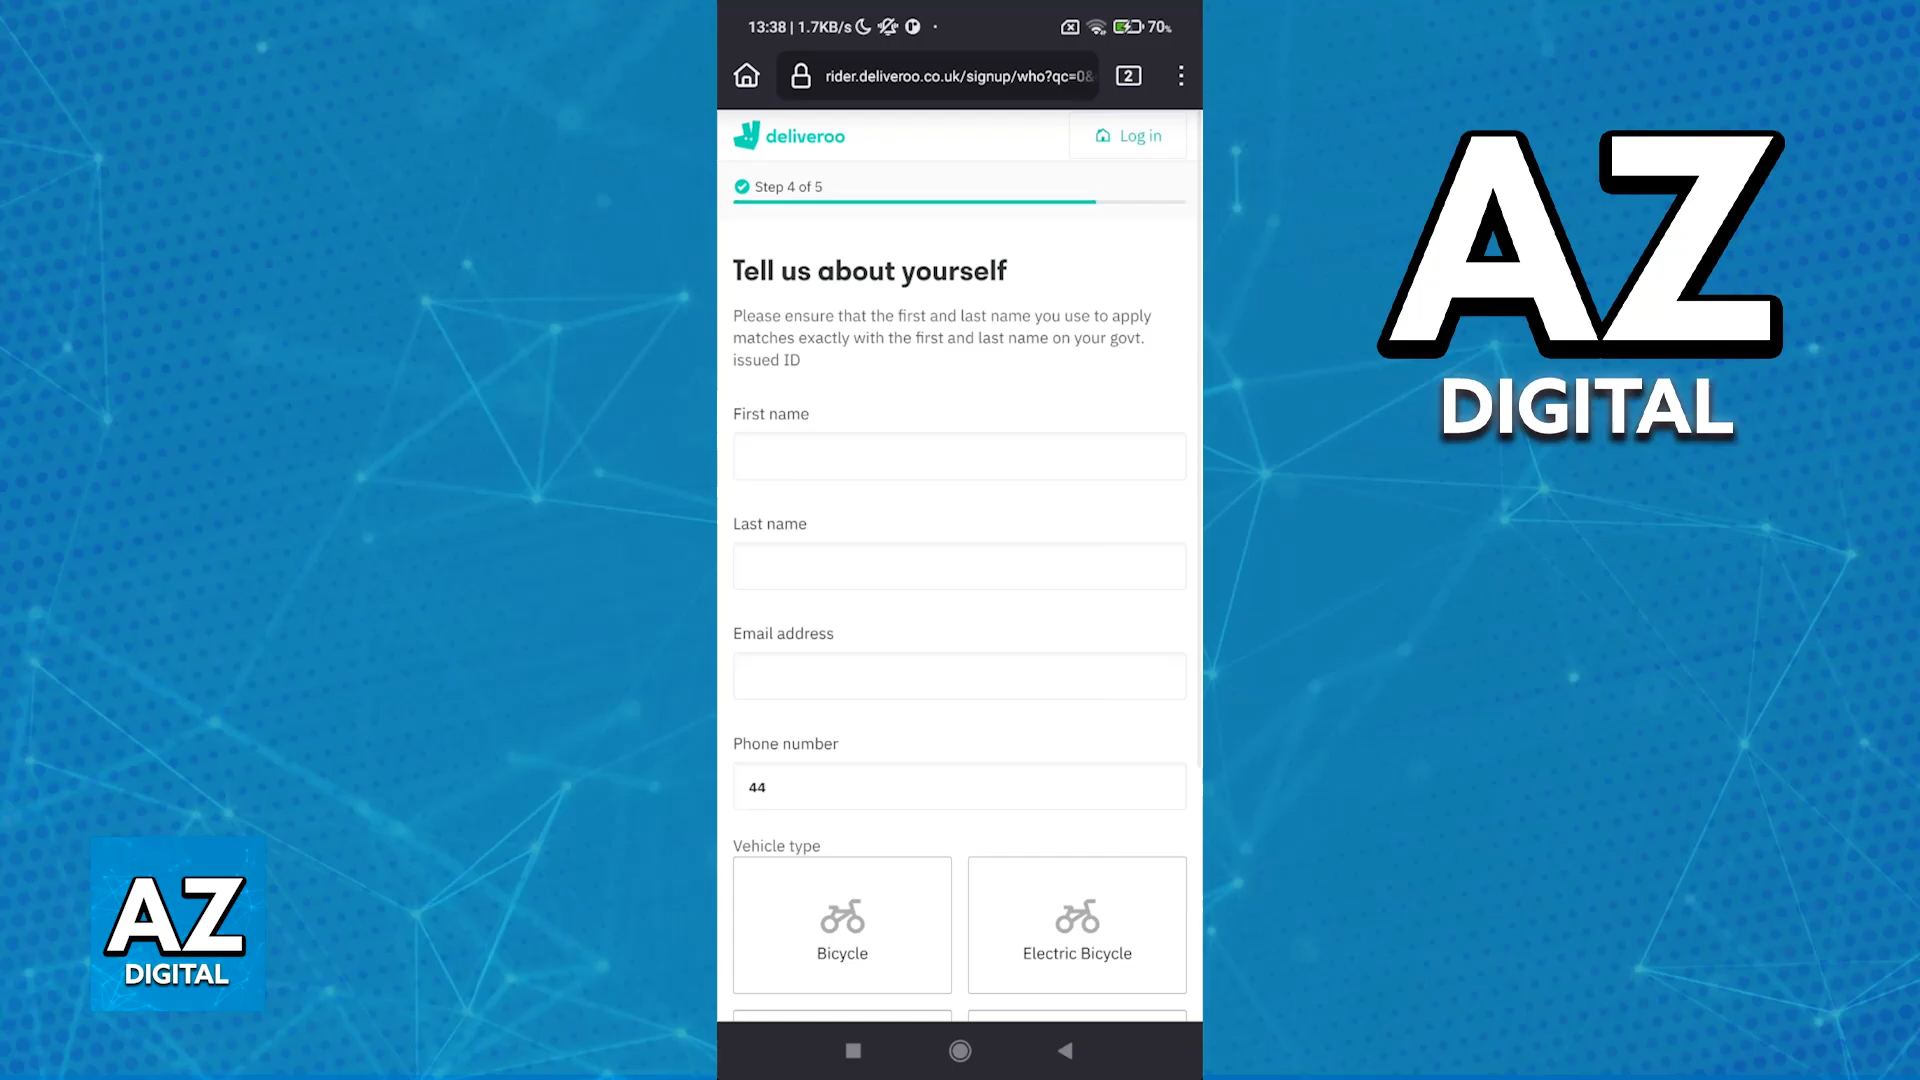 13:38 | 1.7KB/s
70%
rider.deliveroo.co.uk/signup/who?qc=0&
2
deliveroo
Log in
Step 4 of 5
Tell us about yourself
Please ensure that the first and last name you use to apply
matches exactly with the first and last name on your govt.
issued ID
First name
Last name
Email address
Phone number
44
Vehicle type
Bicycle
Electric Bicycle
AZ
DIGITAL
AZ
DIGITAL